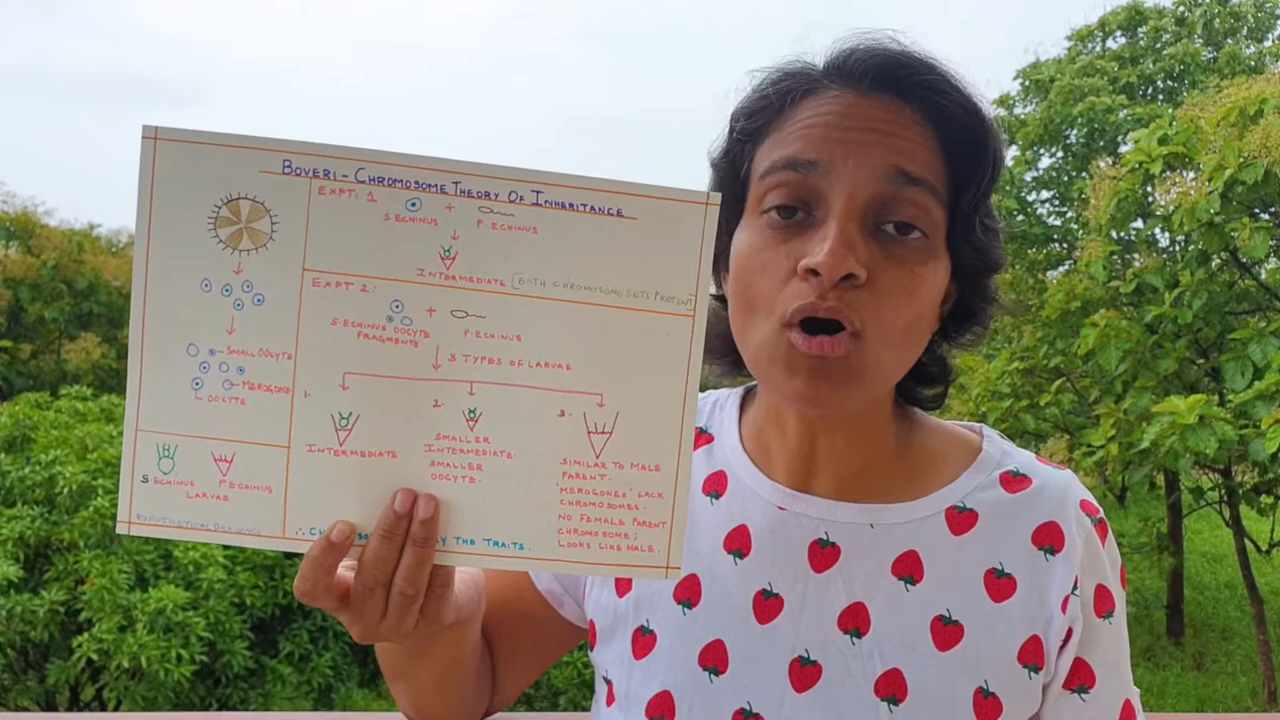 BOVERI - CHROMOSOME THEORY OF INHERITANCE
SMALL OOCYTE
MEROGONE
OOCYTE
S.ECHINUS P.ECHINUS
LARVAE
HYPOTHETICAL DRAWING
EXPT: 1
+
S.ECHINUS P.ECHINUS
INTERMEDIATE [BOTH CHROMOSOME SETS PRESENT]
EXPT 2:
+
S.ECHINUS OOCYTE
FRAGMENTS
P.ECHINUS
3 TYPES OF LARVAE
1.
INTERMEDIATE
2.
SMALLER
INTERMEDIATE.
SMALLER
OOCYTE.
3.
SIMILAR TO MALE
PARENT.
'MEROGONES' LACK
CHROMOSOMES.
NO FEMALE PARENT
CHROMOSOME;
LOOKS LIKE MALE.
∴ THE TRAITS.